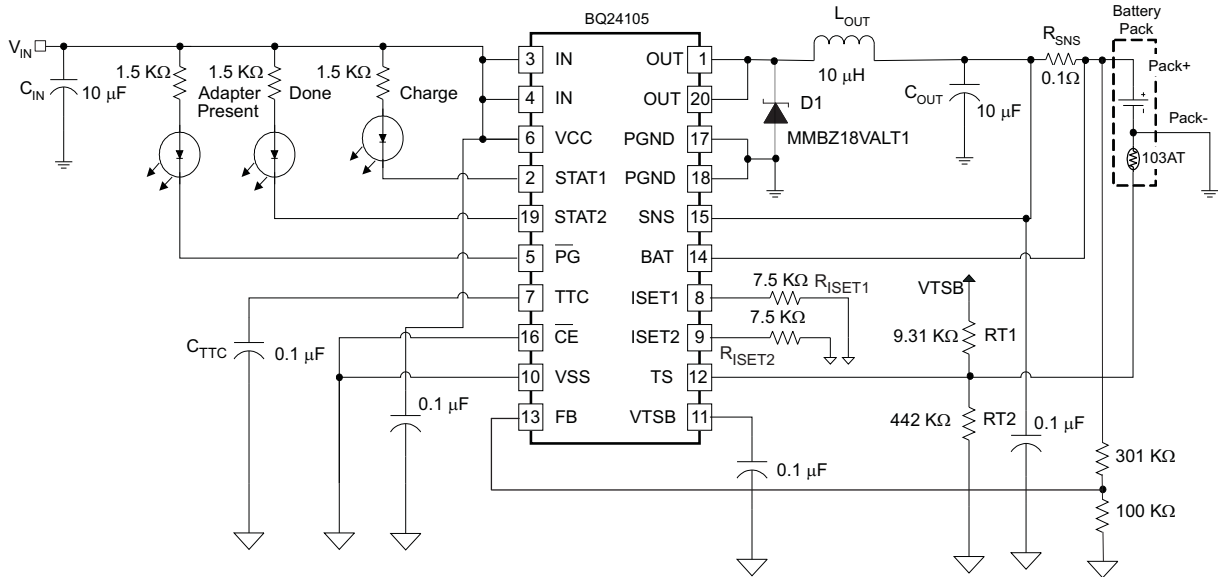 BQ24105
V_IN
C_IN
10 μF
1.5 KΩ
Adapter
Present
1.5 KΩ
Done
1.5 KΩ
Charge
3 IN
4 IN
6 VCC
2 STAT1
19 STAT2
5 PG
7 TTC
16 CE
10 VSS
13 FB
OUT 1
OUT 20
PGND 17
PGND 18
SNS 15
BAT 14
ISET1 8
ISET2 9
TS 12
VTSB 11
C_TTC
0.1 μF
0.1 μF
L_OUT
10 μH
D1
MMBZ18VALT1
C_OUT
10 μF
R_SNS
0.1Ω
Battery
Pack
Pack+
+
-
Pack-
103AT
7.5 KΩ
R_ISET1
7.5 KΩ
R_ISET2
VTSB
9.31 KΩ
RT1
442 KΩ
RT2
0.1 μF
0.1 μF
301 KΩ
100 KΩ